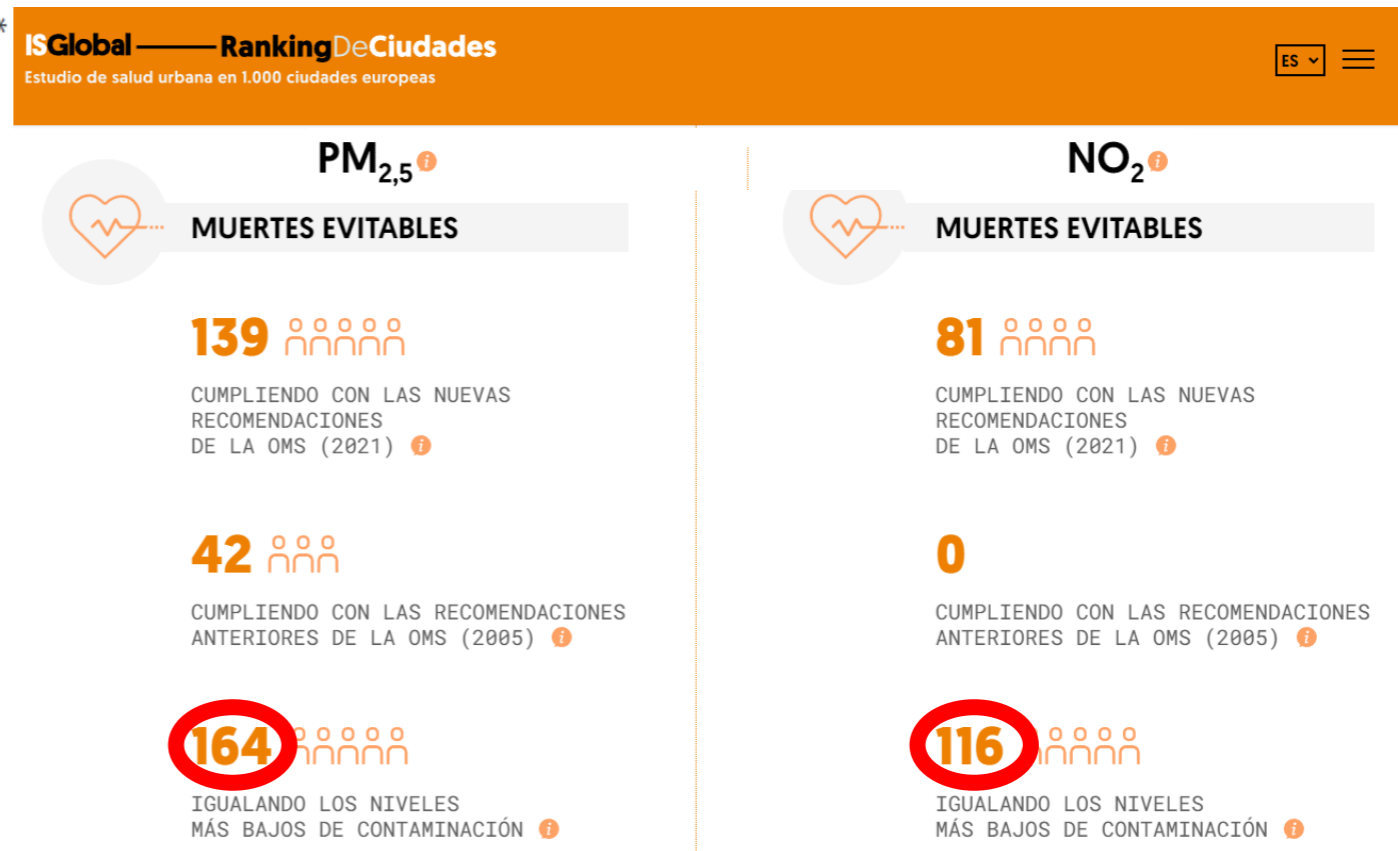 *
ISGlobal RankingDeCiudades
Estudio de salud urbana en 1.000 ciudades europeas
ES
PM2,5 i
MUERTES EVITABLES
139
CUMPLIENDO CON LAS NUEVAS
RECOMENDACIONES
DE LA OMS (2021) i
42
CUMPLIENDO CON LAS RECOMENDACIONES
ANTERIORES DE LA OMS (2005) i
164
IGUALANDO LOS NIVELES
MÁS BAJOS DE CONTAMINACIÓN i
NO2 i
MUERTES EVITABLES
81
CUMPLIENDO CON LAS NUEVAS
RECOMENDACIONES
DE LA OMS (2021) i
0
CUMPLIENDO CON LAS RECOMENDACIONES
ANTERIORES DE LA OMS (2005) i
116
IGUALANDO LOS NIVELES
MÁS BAJOS DE CONTAMINACIÓN i